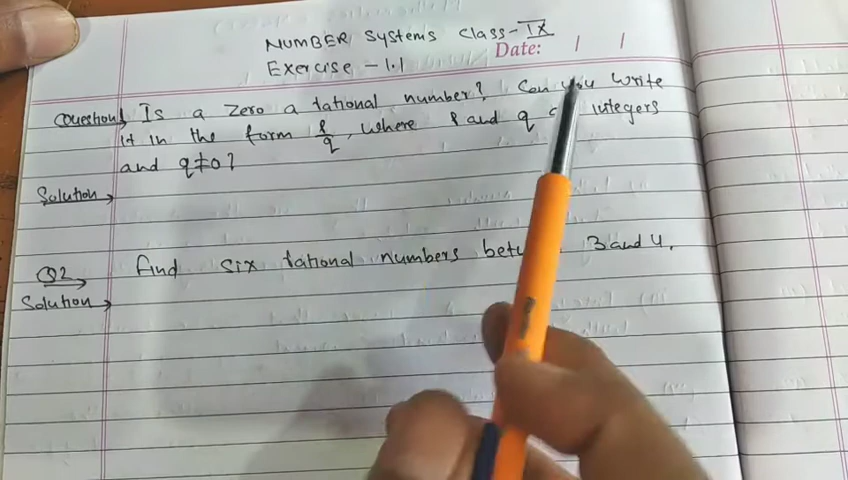 NUMBER Systems Class-IX
Date: / /
Exercise - 1.1
Question1 Is a Zero a rational number? Can you write
it in the form p/q, where p and q integers
and q≠0?
Solution→
Q2 Find six rational numbers 3 and 4.
Solution→